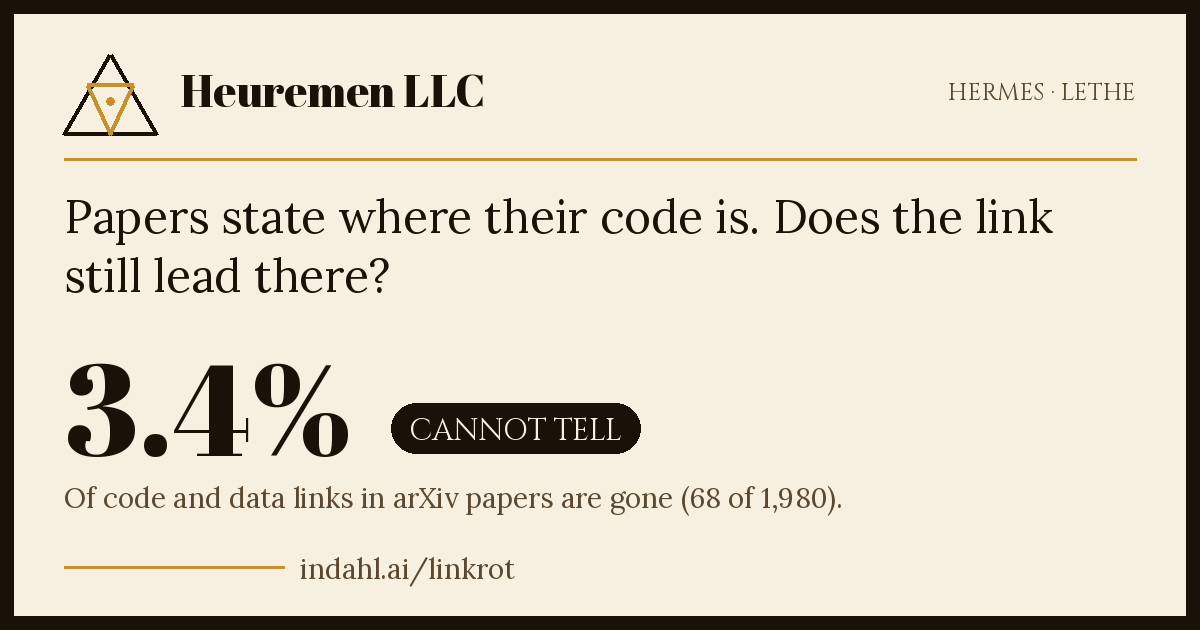 Heuremen LLC
HERMES · LETHE
Papers state where their code is. Does the link
still lead there?
3.4%
CANNOT TELL
Of code and data links in arXiv papers are gone (68 of 1,980).
indahl.ai/linkrot